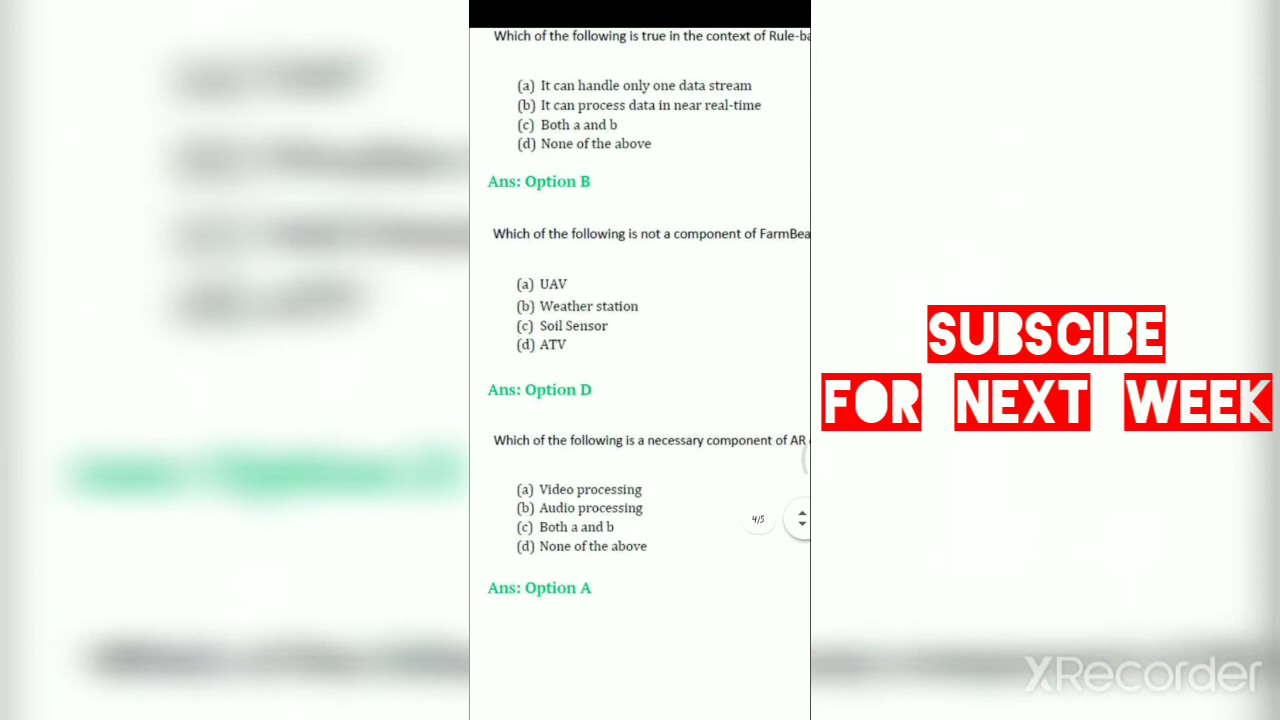 Which of the following is true in the context of Rule-ba
(a) It can handle only one data stream
(b) It can process data in near real-time
(c) Both a and b
(d) None of the above
Ans: Option B
Which of the following is not a component of FarmBea
(a) UAV
(b) Weather station
(c) Soil Sensor
(d) ATV
Ans: Option D
Which of the following is a necessary component of AR
(a) Video processing
(b) Audio processing
(c) Both a and b
(d) None of the above
Ans: Option A
4/5
SUBSCIBE
FOR NEXT WEEK
XRecorder